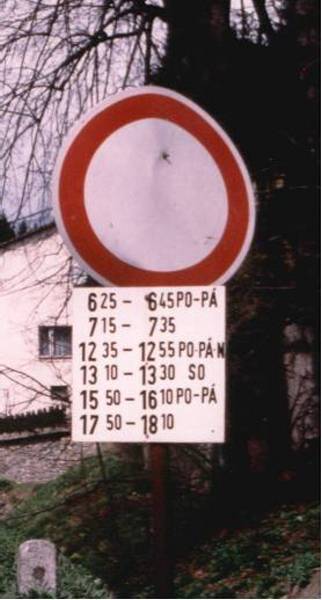 6 25 - 6 45 PO-PÁ
7 15 - 7 35
12 35 - 12 55 PO-PÁ-N
13 10 - 13 30 SO
15 50 - 16 10 PO-PÁ
17 50 - 18 10